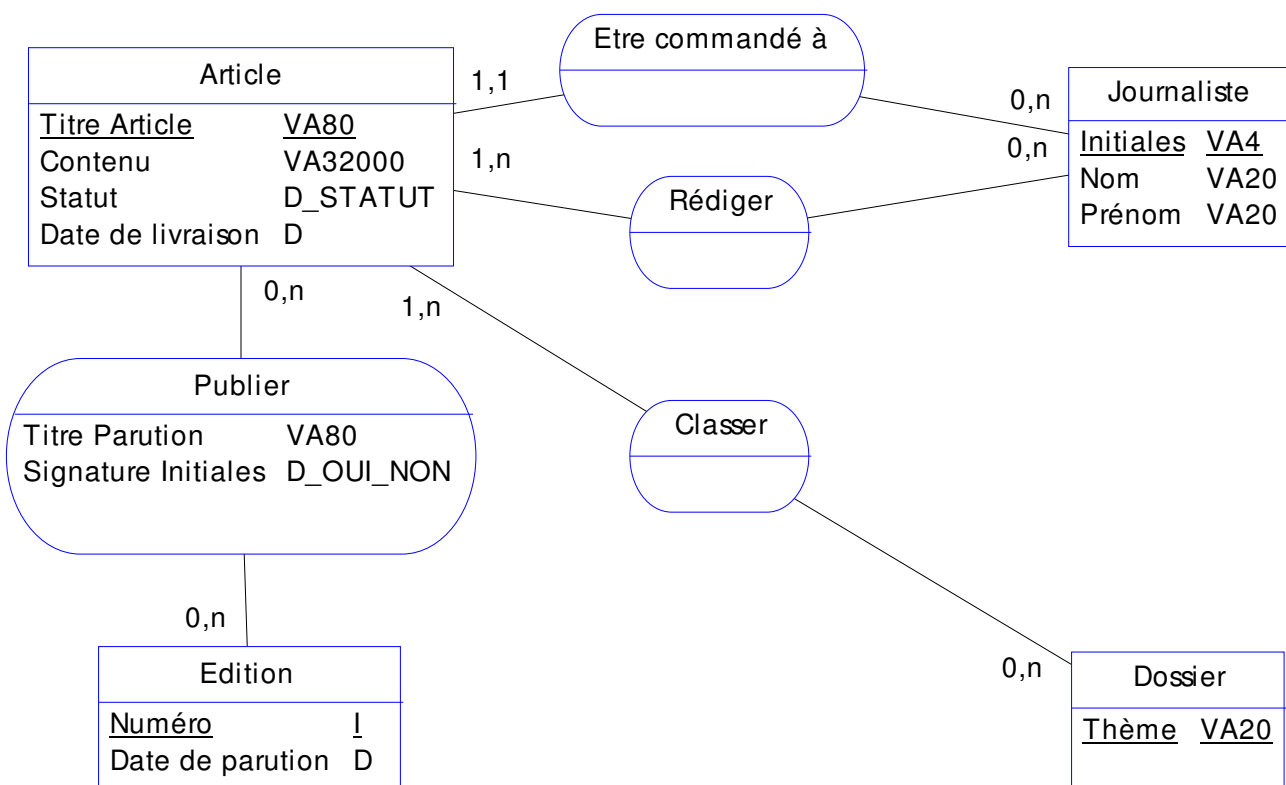 Etre commandé à
Article
1,1
0,n
Journaliste
Titre Article VA80
Contenu VA32000
Statut D_STATUT
Date de livraison D
1,n
0,n
Initiales VA4
Nom VA20
Prénom VA20
Rédiger
0,n
1,n
Publier
Titre Parution VA80
Signature Initiales D_OUI_NON
Classer
0,n
0,n
Edition
Numéro I
Date de parution D
Dossier
Thème VA20